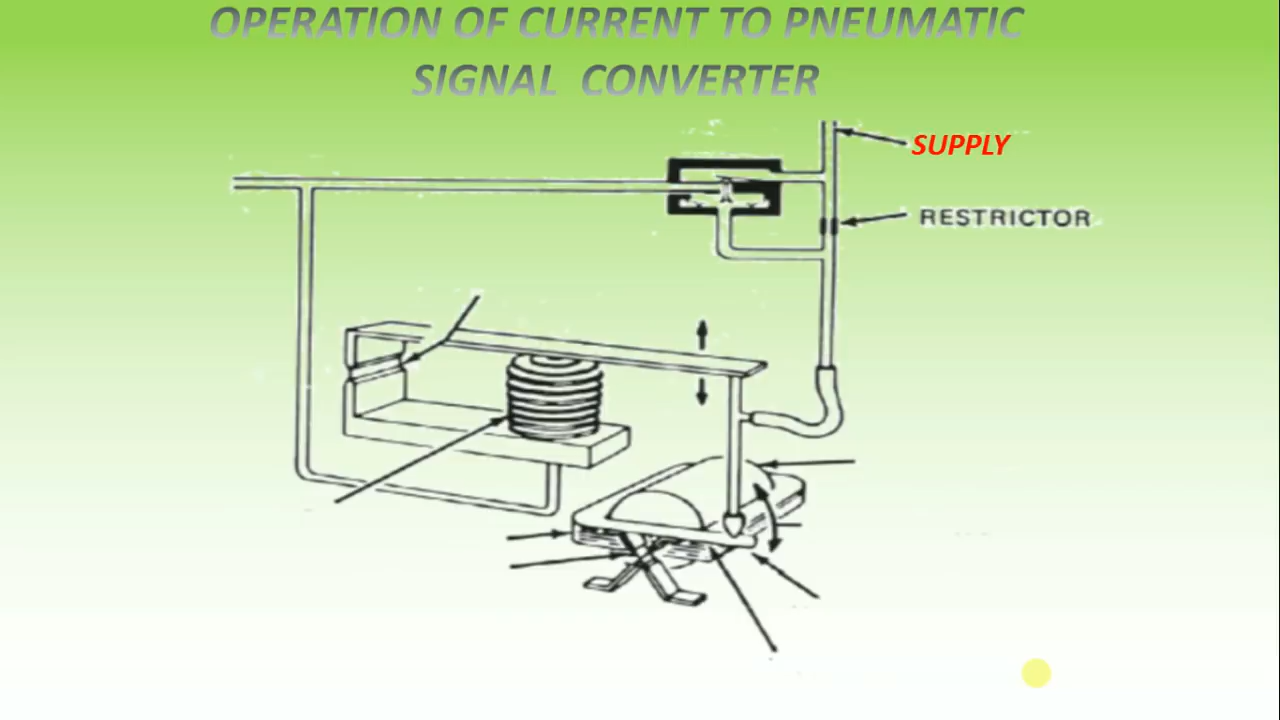 OPERATION OF CURRENT TO PNEUMATIC
SIGNAL CONVERTER
SUPPLY
RESTRICTOR